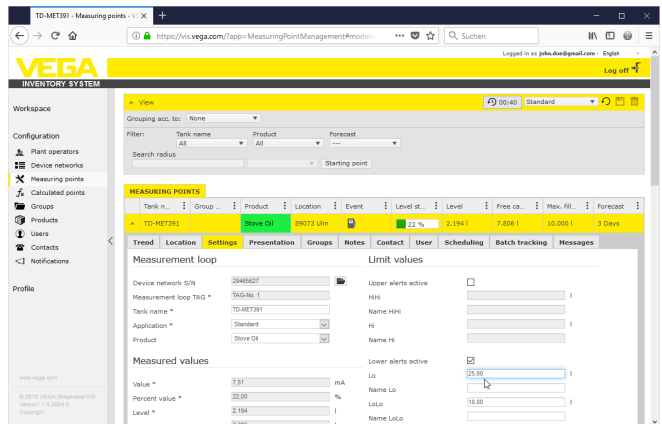 TD-MET391 - Measuring points - Vi
https://vis.vega.com/?app=MeasuringPointManagement#mode=
Suchen
Logged in as john.doe@gmail.com - English
Log off
VEGA
INVENTORY SYSTEM
Workspace
Configuration
Plant operators
Device networks
Measuring points
Calculated points
Groups
Products
Users
Contacts
Notifications
Profile
www.vega.com
© 2018 VEGA Grieshaber KG
Version: 1.8.2004.0
Copyright
View
00:40 Standard
Grouping acc. to: None
Filter: Tank name Product Forecast
All All ---
Search radius
Starting point
MEASURING POINTS
Tank n... Group ... Product Location Event Level st... Level Free ca... Max. fill... Forecast
TD-MET391 Stove Oil 89073 Ulm 22 % 2.194 l 7.806 l 10.000 l 3 Days
Trend Location Settings Presentation Groups Notes Contact User Scheduling Batch tracking Messages
Measurement loop
Device network S/N 29465627
Measurement loop TAG * TAG-No. 1
Tank name * TD-MET391
Application * Standard
Product Stove Oil
Measured values
Value * 7,51 mA
Percent value * 22,00 %
Level * 2.194 l
Limit values
Upper alerts active
HiHi l
Name HiHi
Hi l
Name Hi
Lower alerts active
Lo 25,00 l
Name Lo
LoLo 10,00 l
Name LoLo